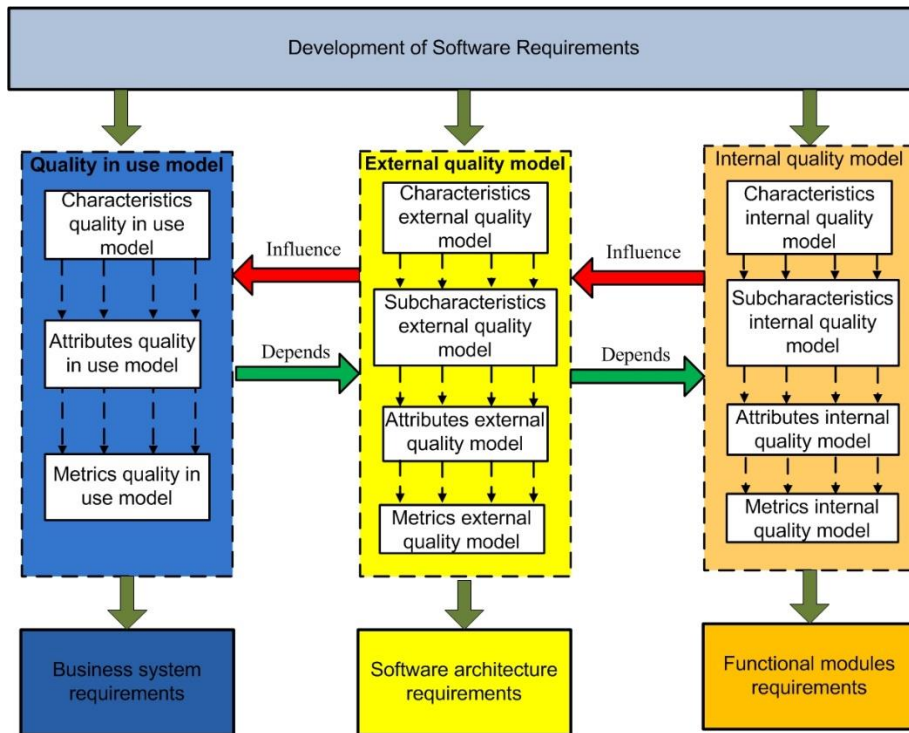 Development of Software Requirements
Quality in use model
Characteristics
quality in use
model
Attributes quality
in use model
Metrics quality in
use model
Influence
Depends
External quality model
Characteristics
external quality
model
Subcharacteristics
external quality
model
Attributes external
quality model
Metrics external
quality model
Influence
Depends
Internal quality model
Characteristics
internal quality
model
Subcharacteristics
internal quality
model
Attributes internal
quality model
Metrics internal
quality model
Business system
requirements
Software architecture
requirements
Functional modules
requirements